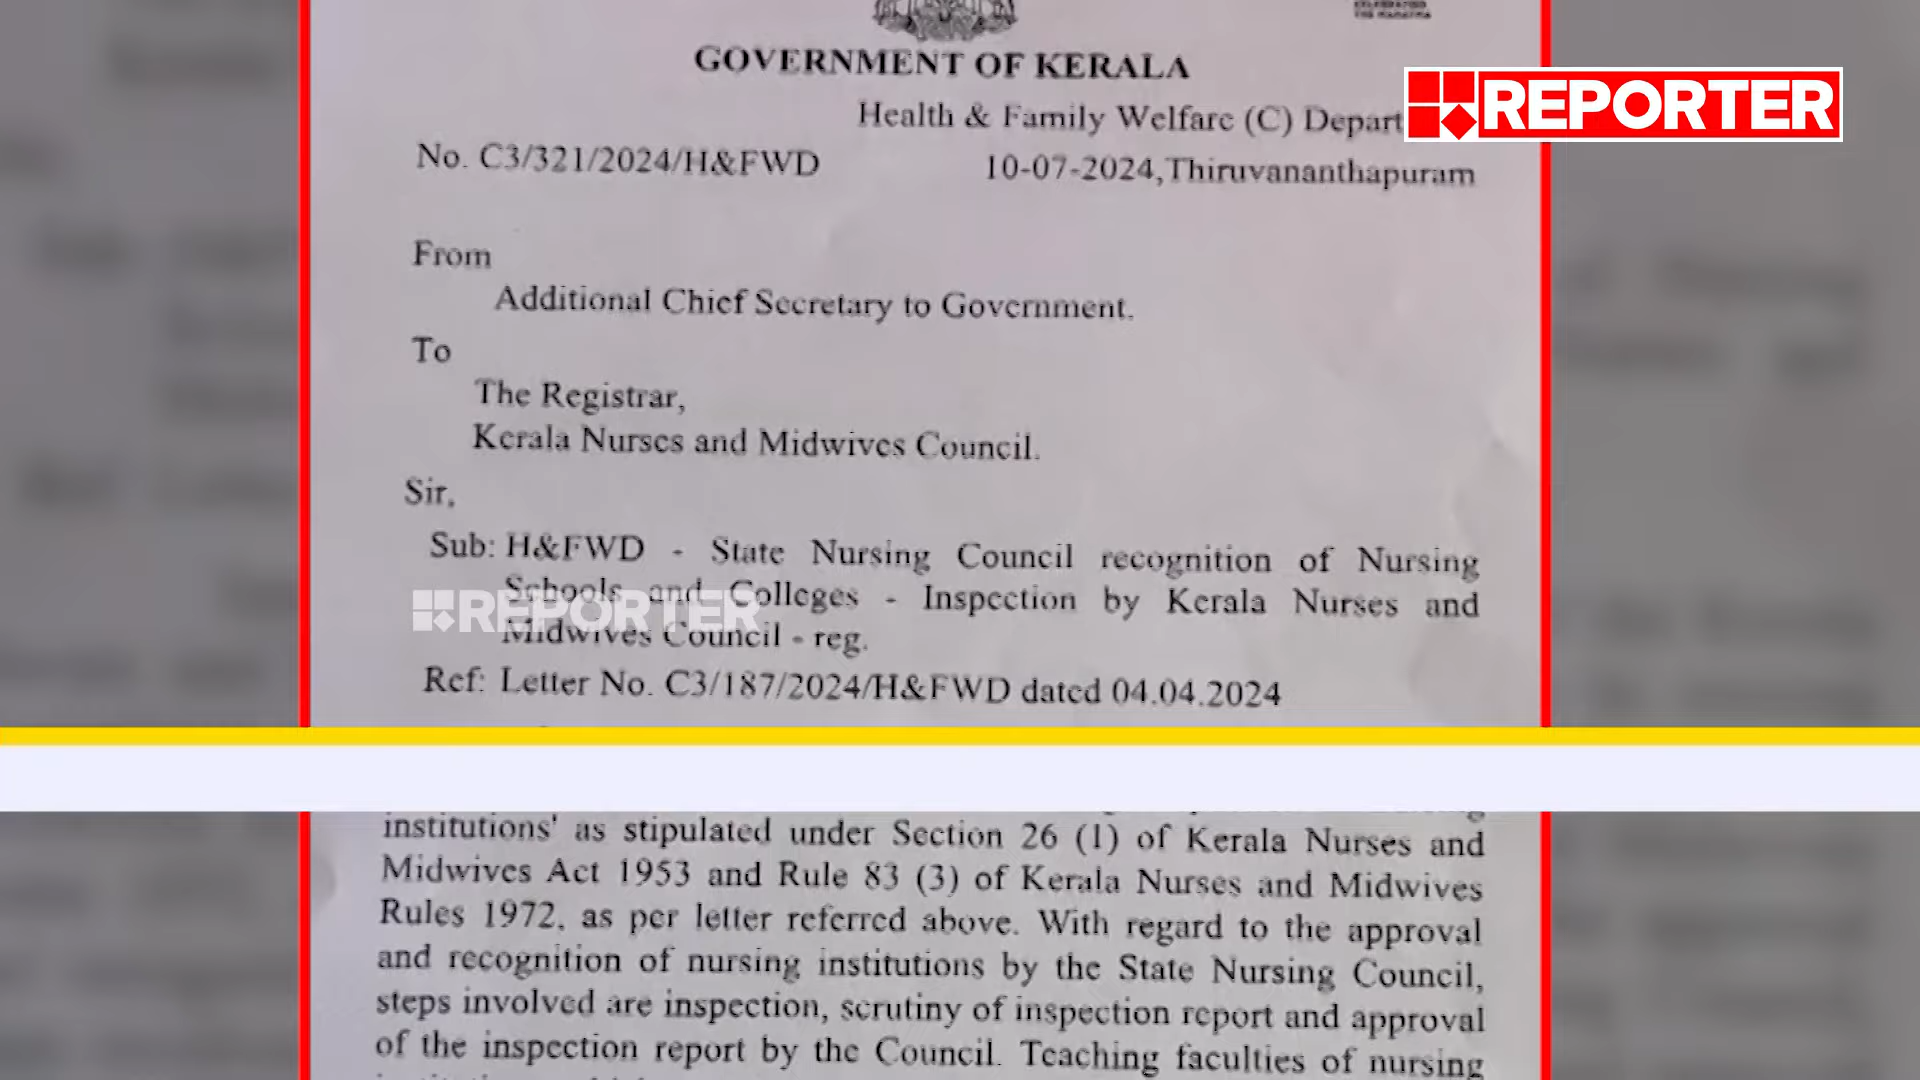 GOVERNMENT OF KERALA
Health & Family Welfare (C)
REPORTER
No. C3/321/2024/H&FWD
10-07-2024,Thiruvananthapuram
From
Additional Chief Secretary to Government.
To
The Registrar,
Kerala Nurses and Midwives Council.
Sir,
Sub: H&FWD - State Nursing Council recognition of Nursing
Schools and Colleges - Inspection by Kerala Nurses and
REPORTER
Midwives Council - reg.
Ref: Letter No. C3/187/2024/H&FWD dated 04.04.2024
institutions' as stipulated under Section 26 (1) of Kerala Nurses and
Midwives Act 1953 and Rule 83 (3) of Kerala Nurses and Midwives
Rules 1972, as per letter referred above. With regard to the approval
and recognition of nursing institutions by the State Nursing Council,
steps involved are inspection, scrutiny of inspection report and approval
of the inspection report by the Council. Teaching faculties of nursing